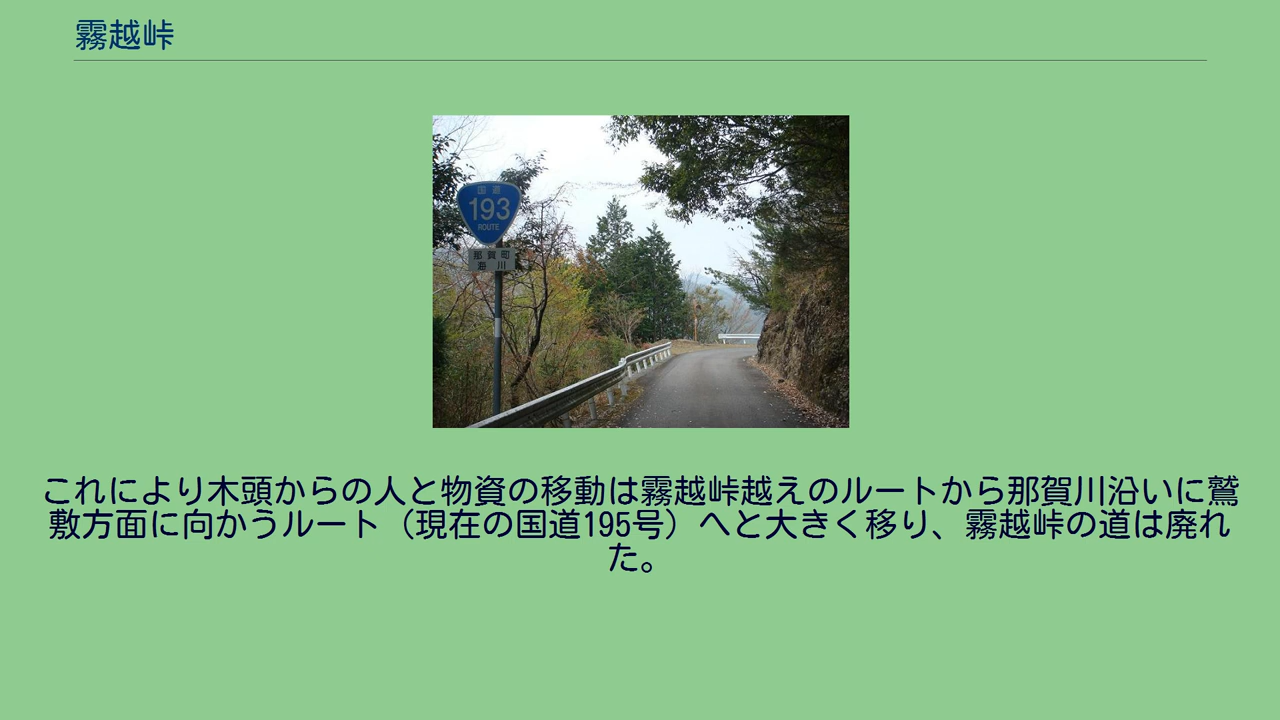 霧越峠
国道
193
ROUTE
那賀町
海川
これにより木頭からの人と物資の移動は霧越峠越えのルートから那賀川沿いに鷲
敷方面に向かうルート（現在の国道195号）へと大きく移り、霧越峠の道は廃れ
た。